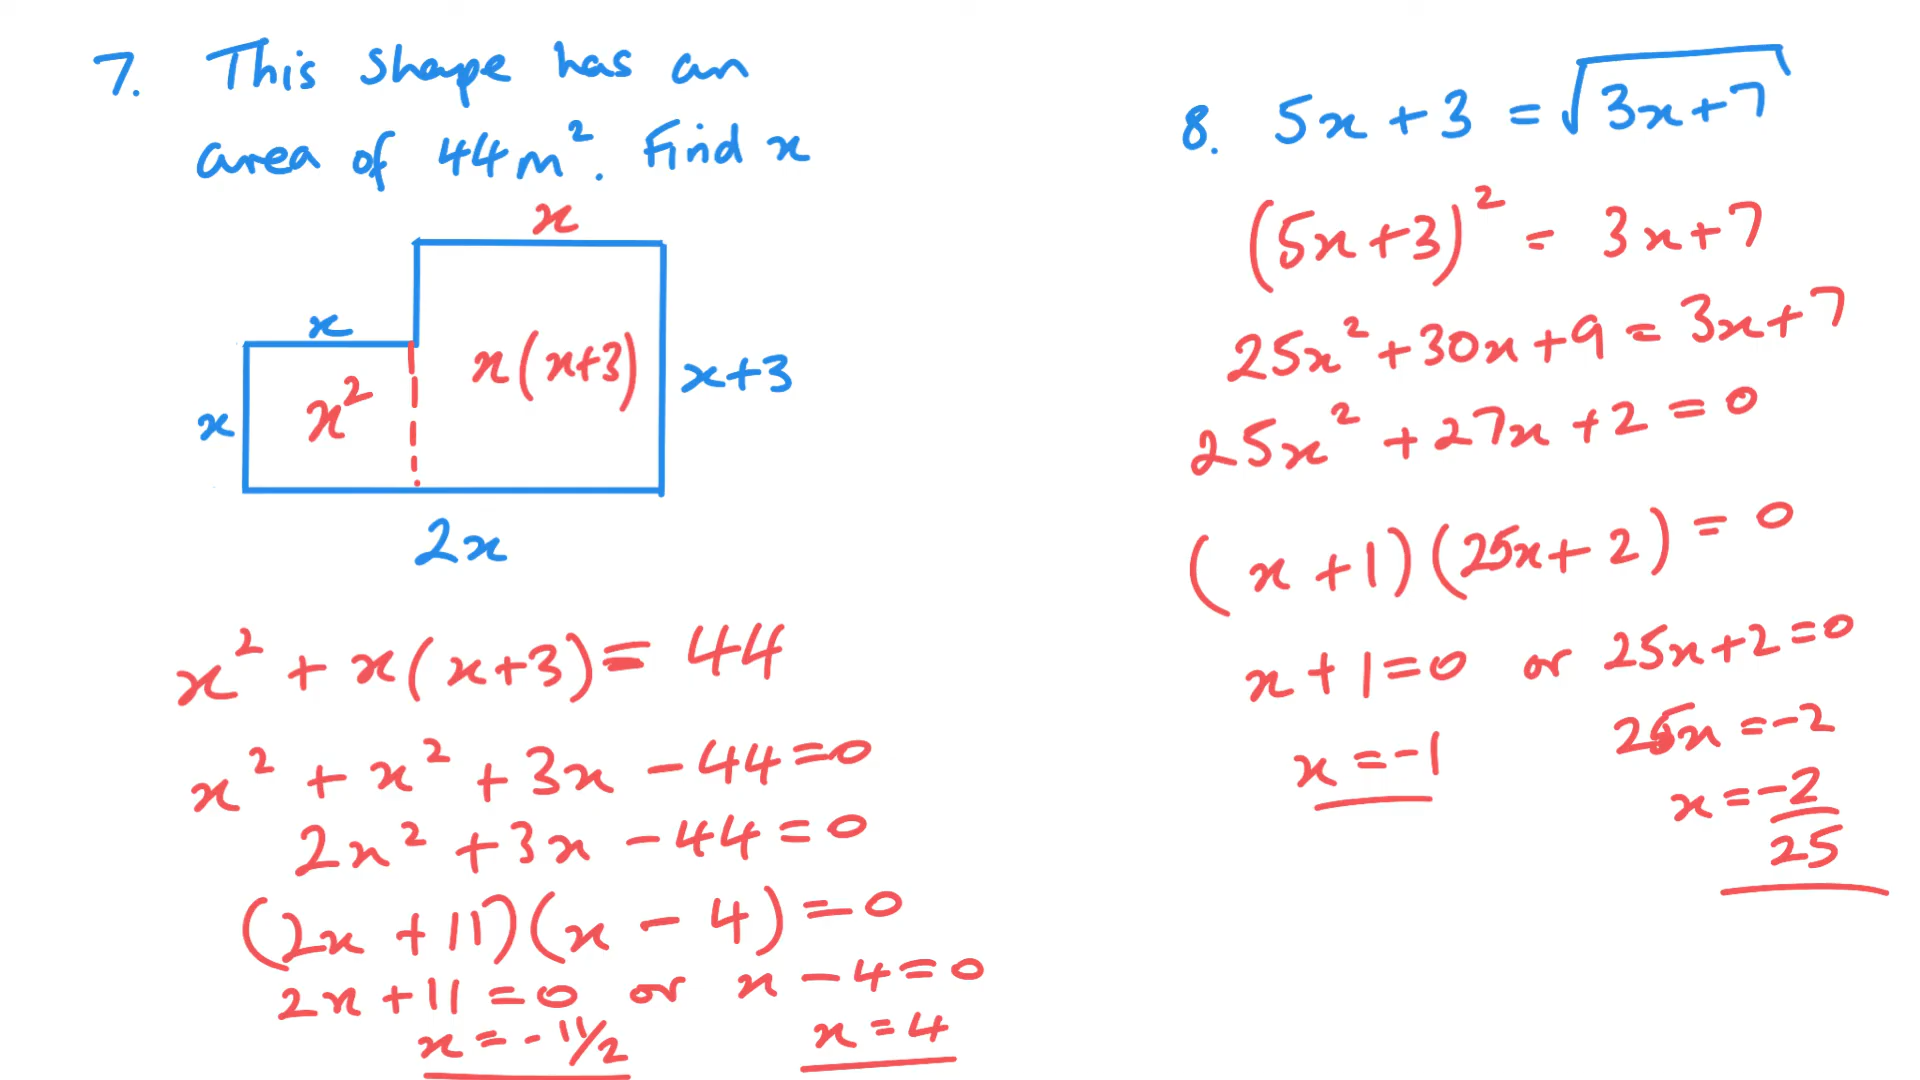 7. This shape has an
area of 44m². Find x
x
x
x
x²
x(x+3)
x+3
2x
x² + x(x+3) = 44
x² + x² + 3x - 44 = 0
2x² + 3x - 44 = 0
(2x + 11)(x - 4) = 0
2x + 11 = 0 or x - 4 = 0
x = -11/2
x = 4
8. 5x + 3 = √(3x+7)
(5x+3)² = 3x+7
25x² + 30x + 9 = 3x + 7
25x² + 27x + 2 = 0
(x + 1)(25x + 2) = 0
x + 1 = 0 or 25x + 2 = 0
25x = -2
x = -1
x = -2/25